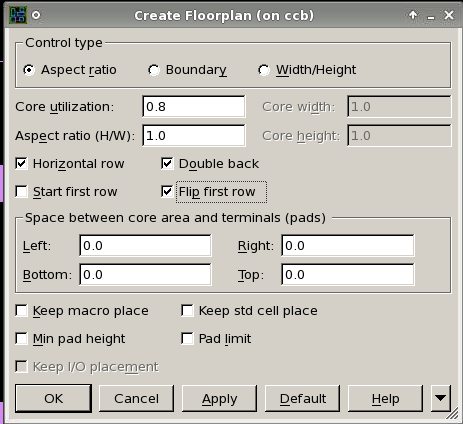 Create Floorplan (on ccb)
Control type
Aspect ratio Boundary Width/Height
Core utilization: 0.8 Core width: 1.0
Aspect ratio (H/W): 1.0 Core height: 1.0
Horizontal row Double back
Start first row Flip first row
Space between core area and terminals (pads)
Left: 0.0 Right: 0.0
Bottom: 0.0 Top: 0.0
Keep macro place Keep std cell place
Min pad height Pad limit
Keep I/O placement
OK Cancel Apply Default Help